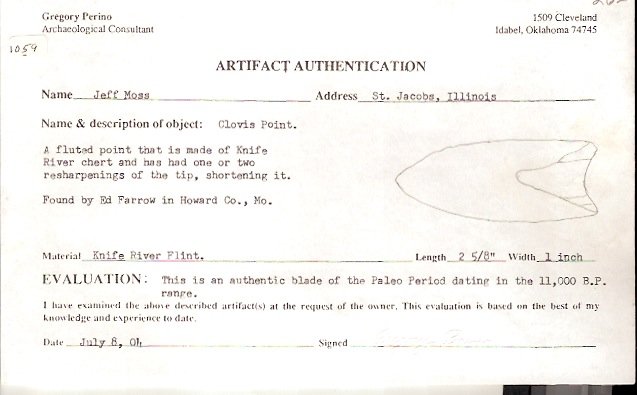 Gregory Perino
Archaeological Consultant
1509 Cleveland
Idabel, Oklahoma 74745
1059
ARTIFACT AUTHENTICATION
Name Jeff Moss Address St. Jacobs, Illinois
Name & description of object: Clovis Point.
A fluted point that is made of Knife
River chert and has had one or two
resharpenings of the tip, shortening it.
Found by Ed Farrow in Howard Co., Mo.
Material Knife River Flint. Length 2 5/8" Width 1 inch
EVALUATION: This is an authentic blade of the Paleo Period dating in the 11,000 B.P.
range.
I have examined the above described artifact(s) at the request of the owner. This evaluation is based on the best of my
knowledge and experience to date.
Date July 8, 04 Signed